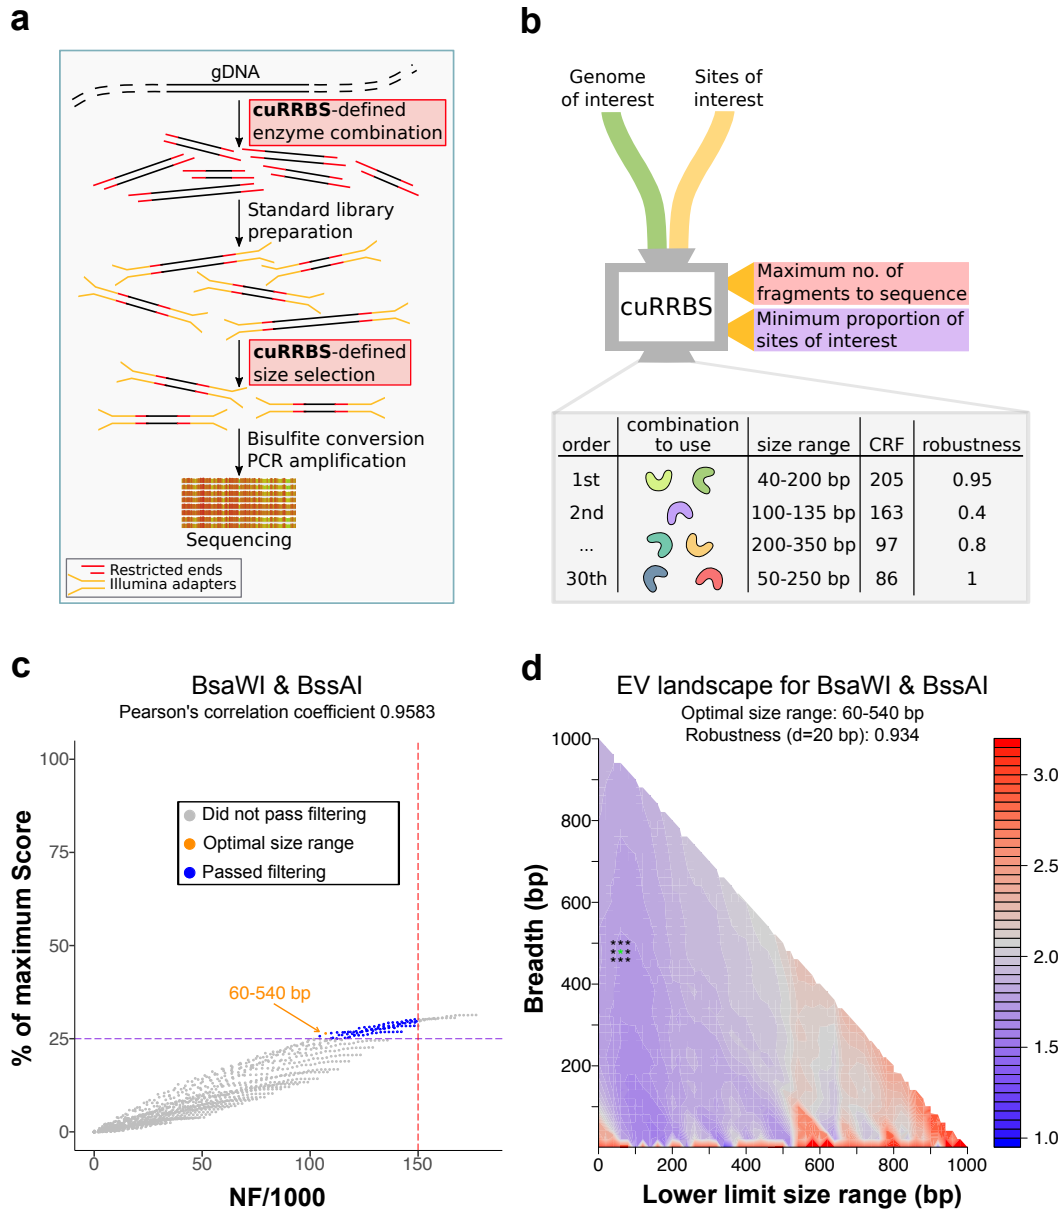 a
gDNA
cuRRBS-defined
enzyme combination
Standard library
preparation
cuRRBS-defined
size selection
Bisulfite conversion
PCR amplification
Sequencing
Restricted ends
Illumina adapters
b
Genome
of interest
Sites of
interest
cuRRBS
Maximum no. of
fragments to sequence
Minimum proportion of
sites of interest
order combination to use size range CRF robustness
1st 40-200 bp 205 0.95
2nd 100-135 bp 163 0.4
... 200-350 bp 97 0.8
30th 50-250 bp 86 1
c
BsaWI & BssAI
Pearson's correlation coefficient 0.9583
% of maximum Score
100
75
50
25
0
Did not pass filtering
Optimal size range
Passed filtering
60-540 bp
0 50 100 150
NF/1000
d
EV landscape for BsaWI & BssAI
Optimal size range: 60-540 bp
Robustness (d=20 bp): 0.934
Breadth (bp)
1000
800
600
400
200
0 200 400 600 800 1000
Lower limit size range (bp)
3.0
2.5
2.0
1.5
1.0